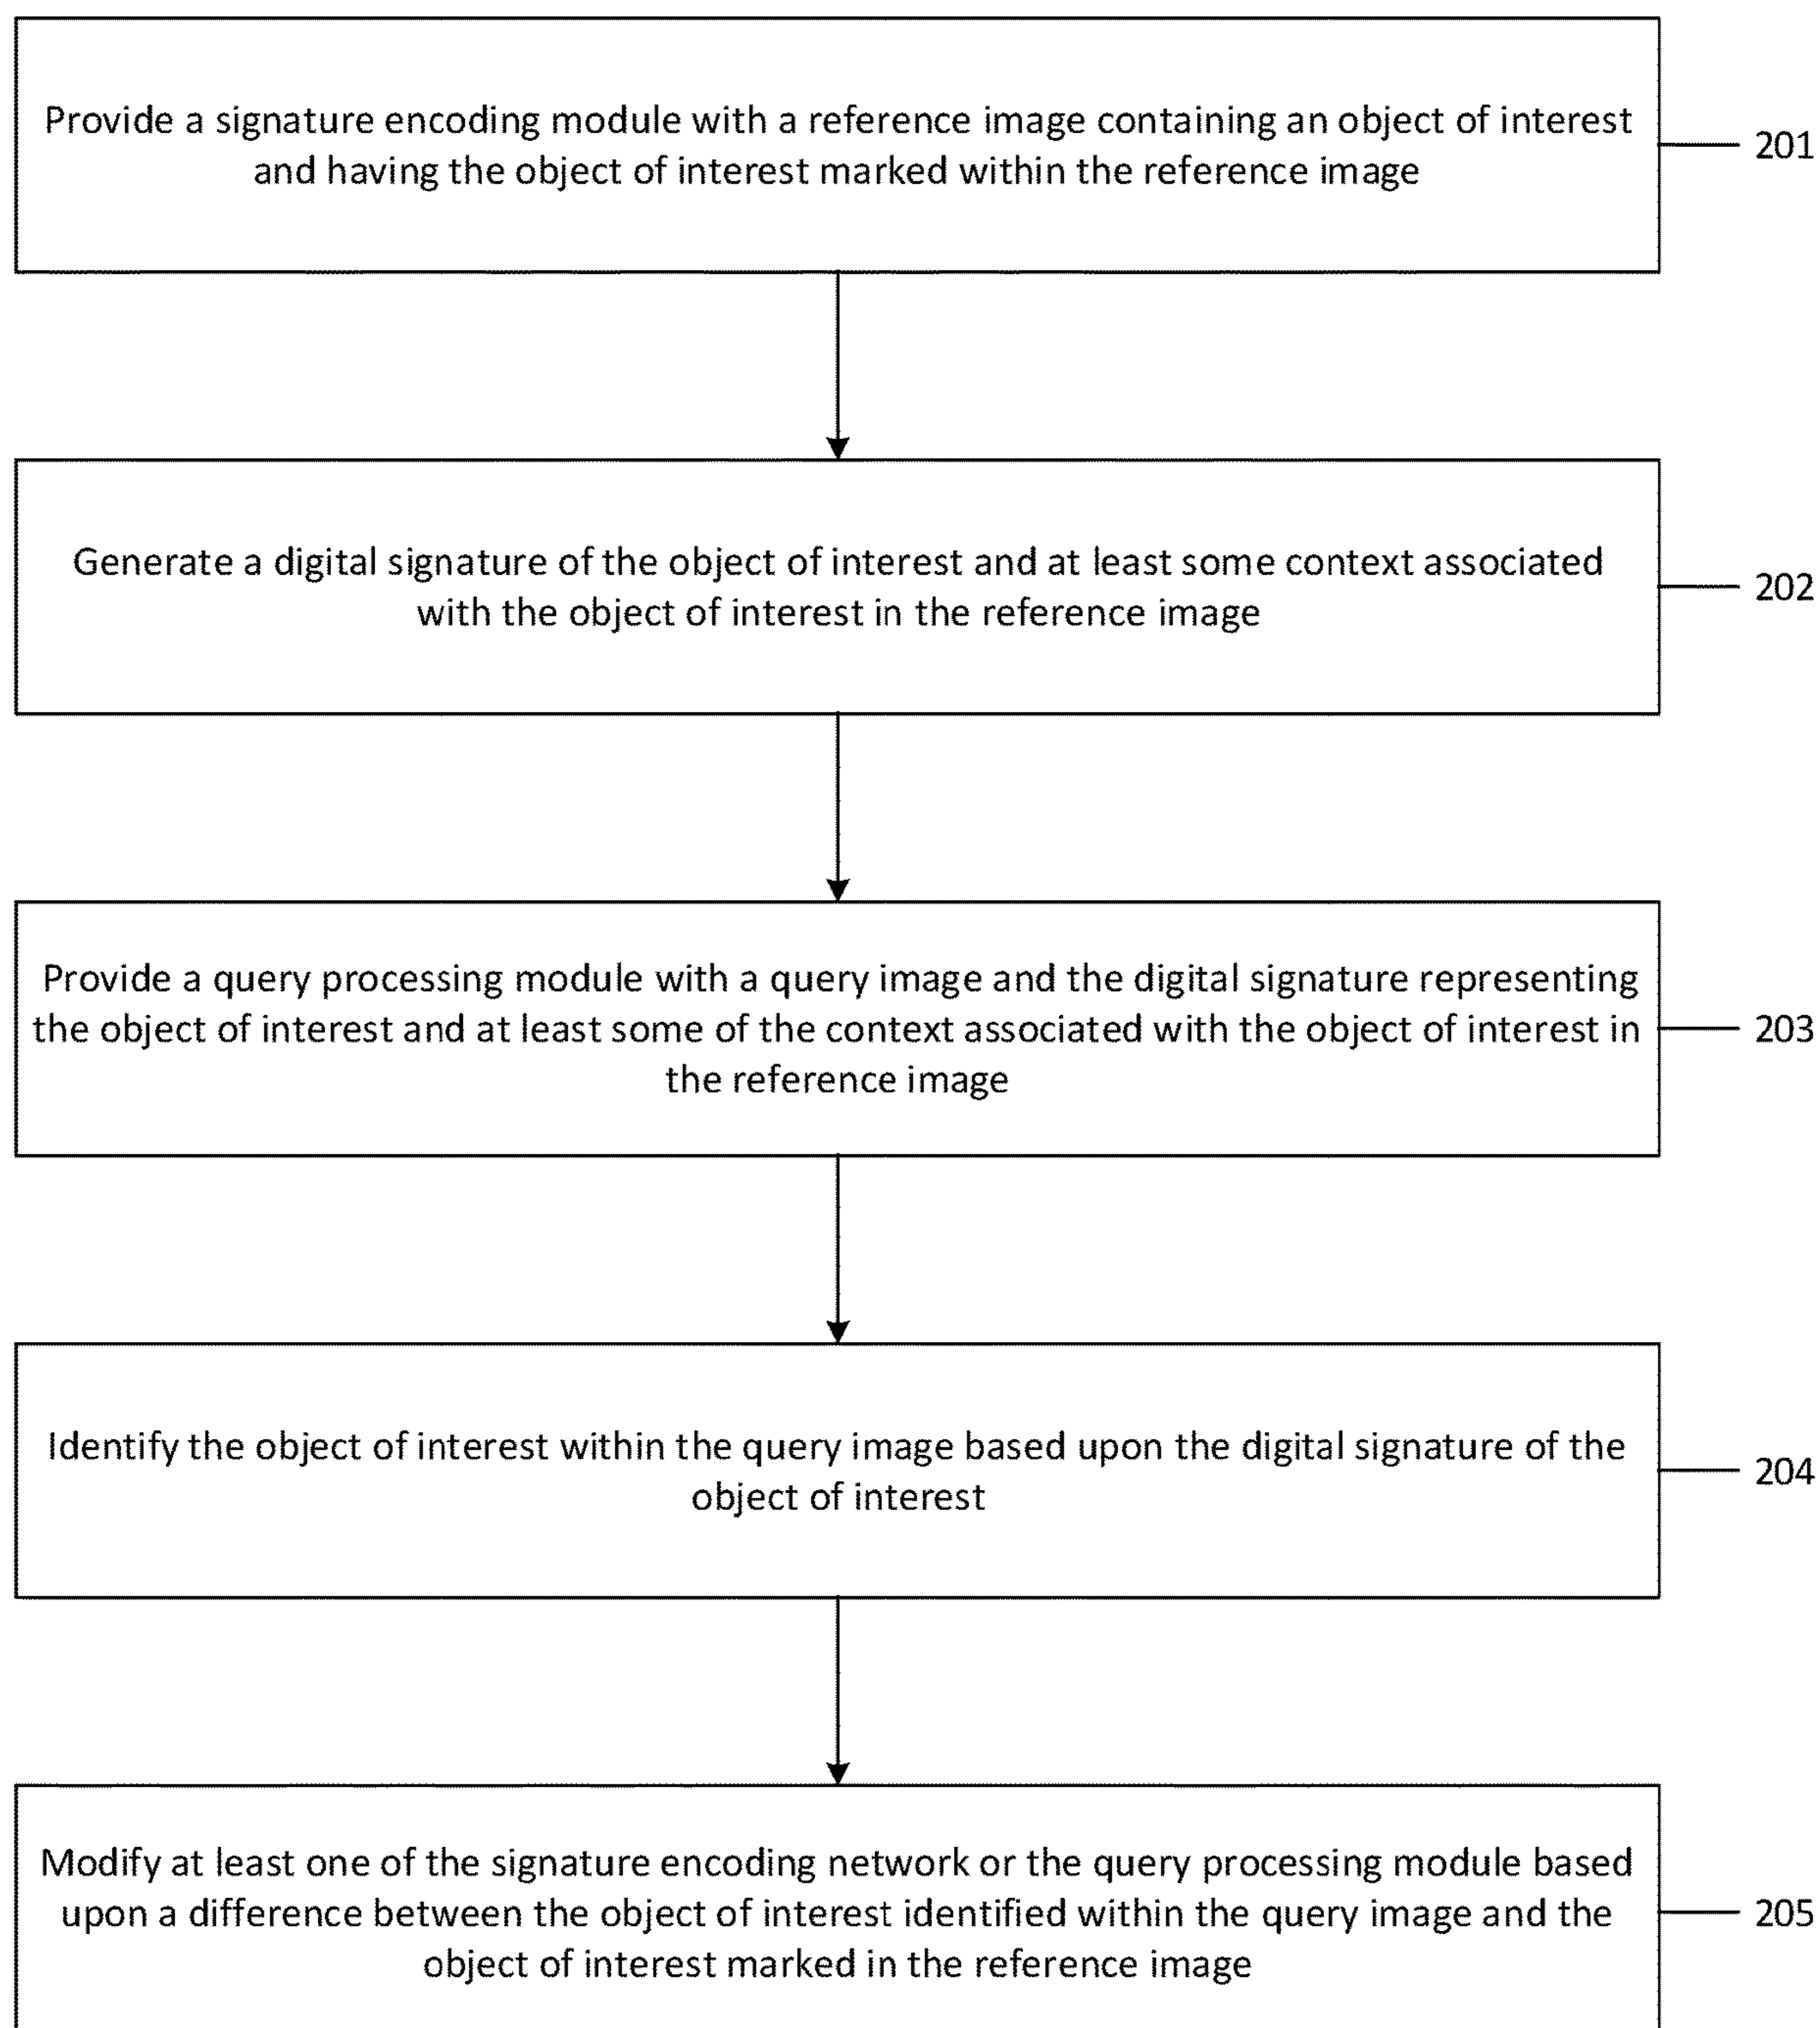 Provide a signature encoding module with a reference image containing an object of interest
and having the object of interest marked within the reference image
201
Generate a digital signature of the object of interest and at least some context associated
with the object of interest in the reference image
202
Provide a query processing module with a query image and the digital signature representing
the object of interest and at least some of the context associated with the object of interest in
the reference image
203
Identify the object of interest within the query image based upon the digital signature of the
object of interest
204
Modify at least one of the signature encoding network or the query processing module based
upon a difference between the object of interest identified within the query image and the
object of interest marked in the reference image
205